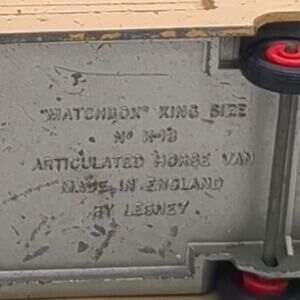 "MATCHBOX" KING SIZE
Nº K-18
ARTICULATED HORSE VAN
MADE IN ENGLAND
BY LESNEY